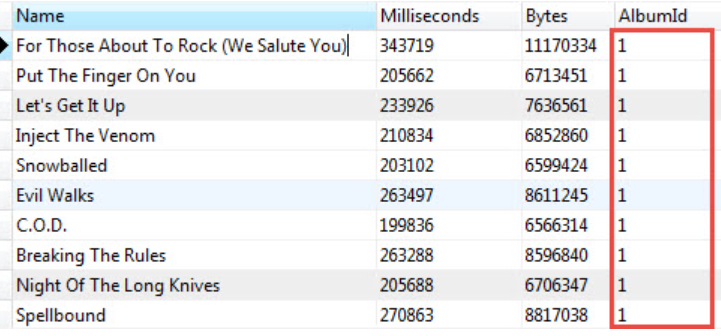 Name Milliseconds Bytes AlbumId
For Those About To Rock (We Salute You) 343719 11170334 1
Put The Finger On You 205662 6713451 1
Let's Get It Up 233926 7636561 1
Inject The Venom 210834 6852860 1
Snowballed 203102 6599424 1
Evil Walks 263497 8611245 1
C.O.D. 199836 6566314 1
Breaking The Rules 263288 8596840 1
Night Of The Long Knives 205688 6706347 1
Spellbound 270863 8817038 1